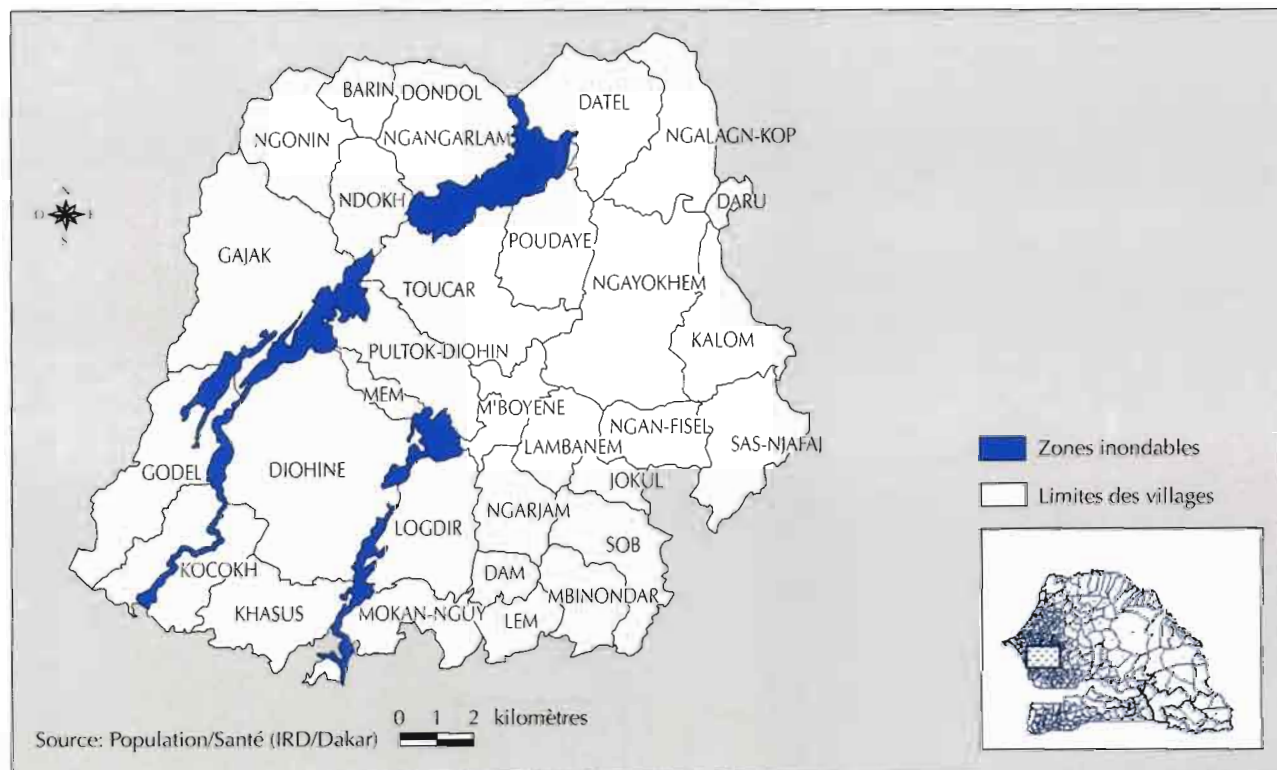 BARIN
DONDOL
DATEL
NGONIN
NGANGARLAM
NGALAGN-KOP
NDOKH
DARU
O
E
GAJAK
POUDAYE
TOUCAR
NGAYOKHEM
KALOM
PULTOK-DIOHIN
MEM
M'BOYENE
NGAN-FISEL
LAMBANEM
SAS-NJAFAJ
GODEL
DIOHINE
JOKUL
NGARJAM
LOGDIR
SOB
KOCOKH
DAM
MBINONDAR
KHASUS
MOKAN-NGUY
LEM
Zones inondables
Limites des villages
0 1 2 kilomètres
Source: Population/Santé (IRD/Dakar)